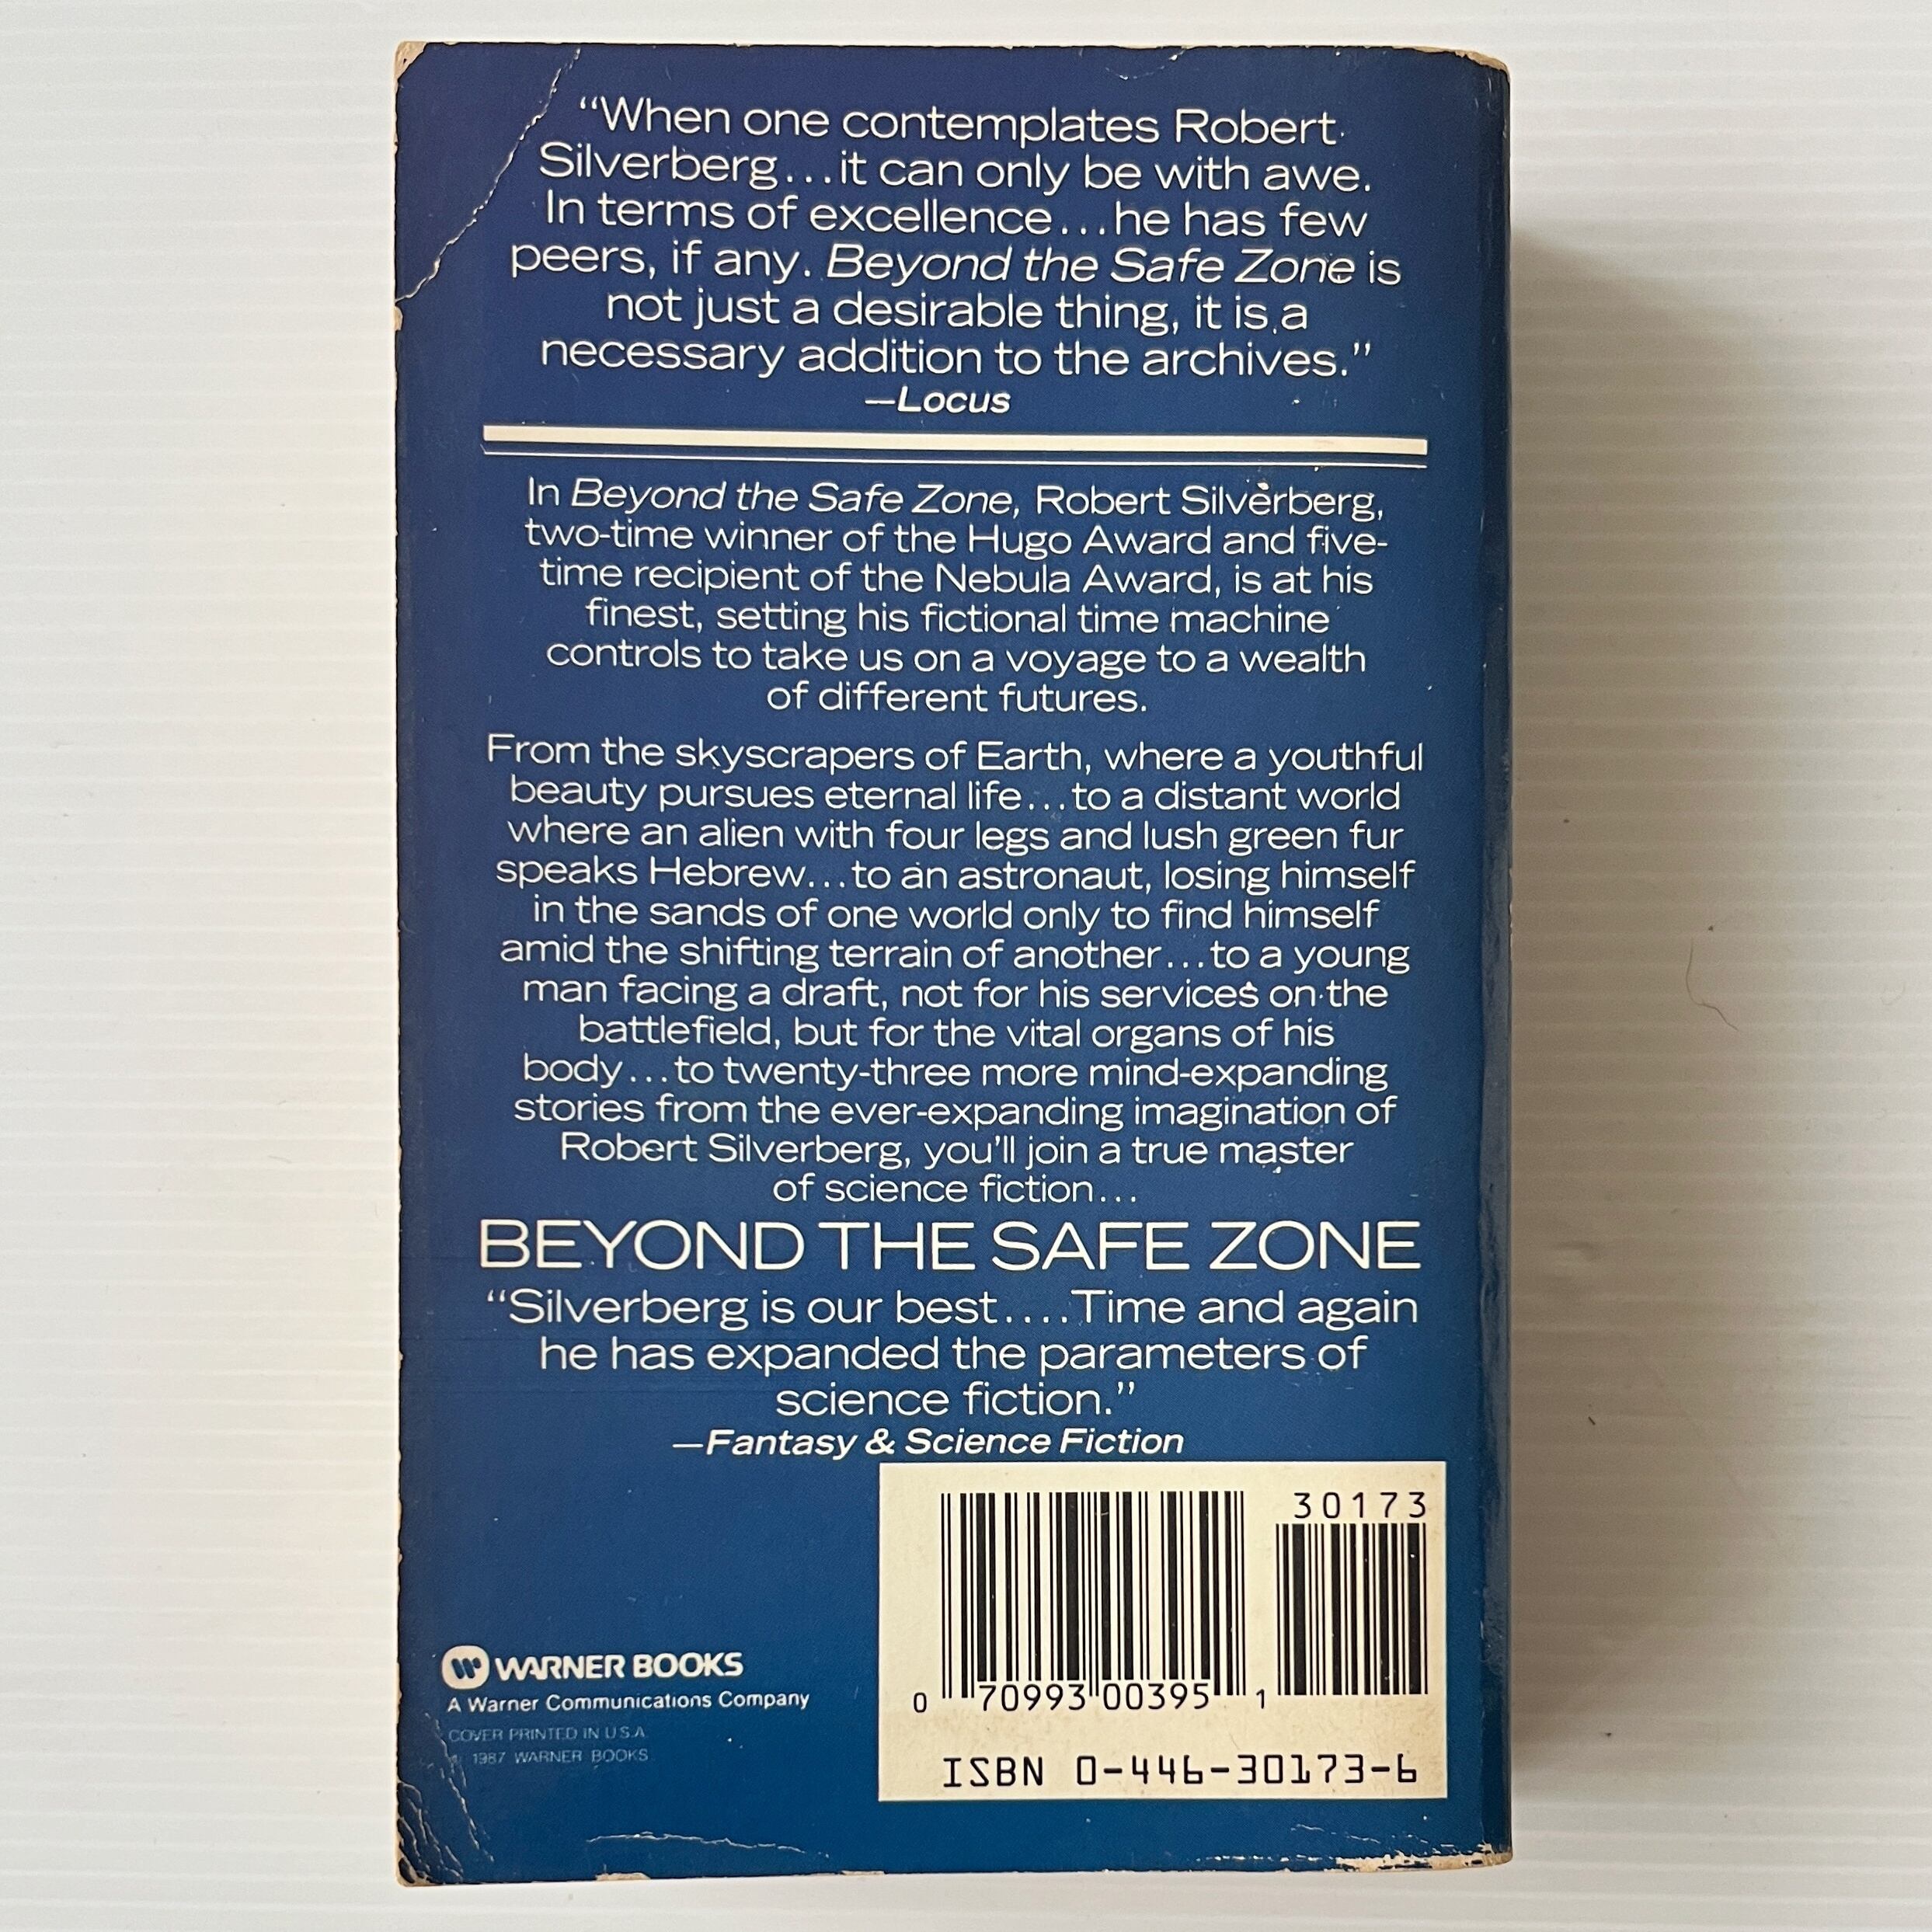 “When one contemplates Robert
Silverberg...it can only be with awe.
In terms of excellence...he has few
peers, if any. Beyond the Safe Zone is
not just a desirable thing, it is a
necessary addition to the archives.”
—Locus
In Beyond the Safe Zone, Robert Silverberg,
two-time winner of the Hugo Award and five-
time recipient of the Nebula Award, is at his
finest, setting his fictional time machine
controls to take us on a voyage to a wealth
of different futures.
From the skyscrapers of Earth, where a youthful
beauty pursues eternal life...to a distant world
where an alien with four legs and lush green fur
speaks Hebrew...to an astronaut, losing himself
in the sands of one world only to find himself
amid the shifting terrain of another...to a young
man facing a draft, not for his services on the
battlefield, but for the vital organs of his
body...to twenty-three more mind-expanding
stories from the ever-expanding imagination of
Robert Silverberg, you’ll join a true master
of science fiction...
BEYOND THE SAFE ZONE
“Silverberg is our best....Time and again
he has expanded the parameters of
science fiction.”
—Fantasy & Science Fiction
30173
0 70993 00395 1
ISBN 0-446-30173-6
WARNER BOOKS
A Warner Communications Company
COVER PRINTED IN U.S.A
© 1987 WARNER BOOKS